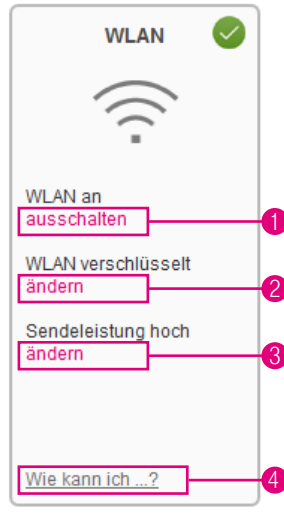 WLAN
WLAN an
ausschalten 1
WLAN verschlüsselt
ändern 2
Sendeleistung hoch
ändern 3
Wie kann ich ...? 4